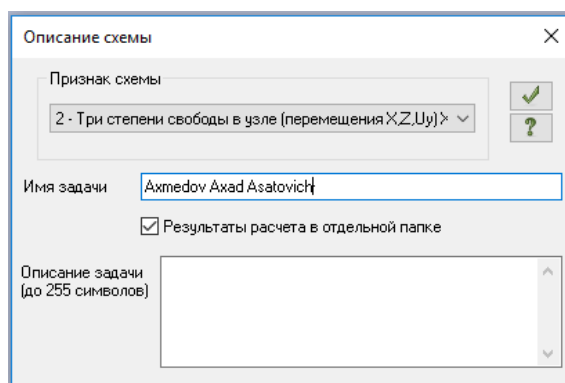 Описание схемы
Признак схемы
2 - Три степени свободы в узле (перемещения X,Z,Uy) X
Имя задачи
Axmedov Axad Asatovich
Результаты расчета в отдельной папке
Описание задачи
(до 255 символов)